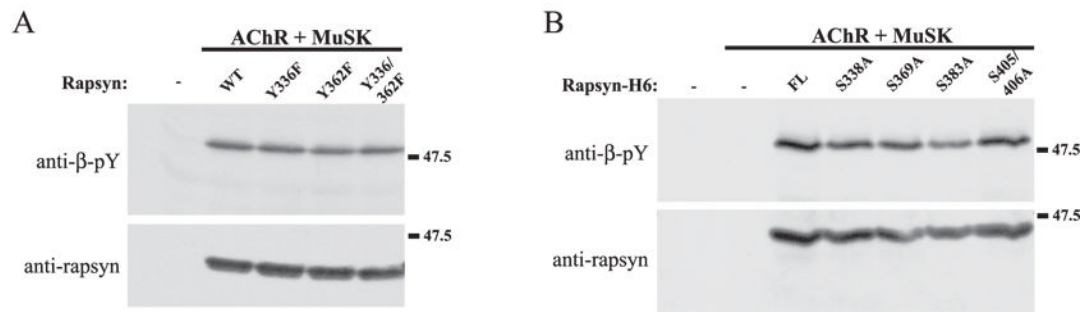 A
AChR + MuSK
Rapsyn: - WT Y336F Y362F Y336/
362F
anti-β-pY
47.5
anti-rapsyn
47.5
B
AChR + MuSK
Rapsyn-H6: - - FL S338A S369A S383A S405/
406A
anti-β-pY
47.5
anti-rapsyn
47.5